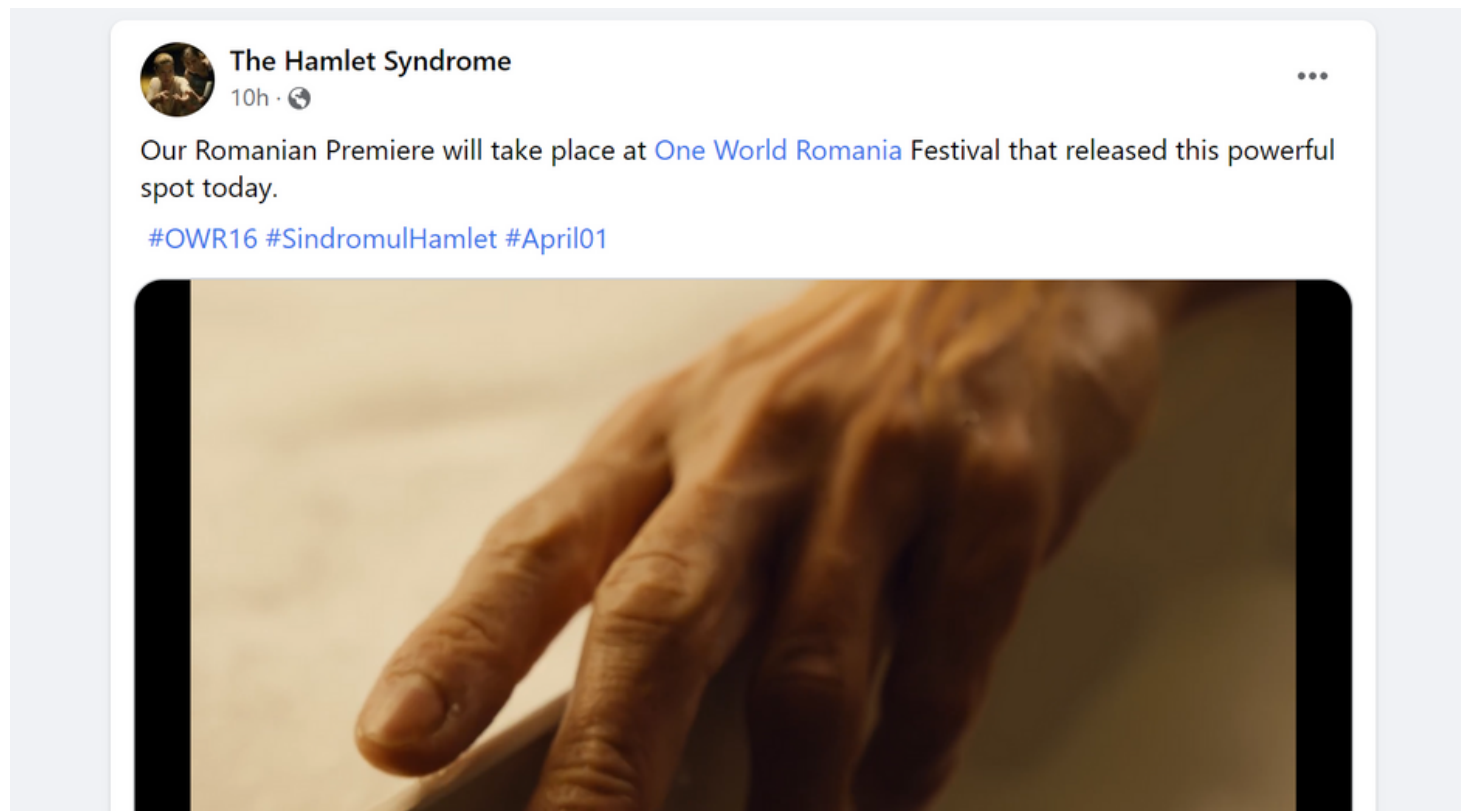 The Hamlet Syndrome
10h ·
Our Romanian Premiere will take place at One World Romania Festival that released this powerful
spot today.
#OWR16 #SindromulHamlet #April01